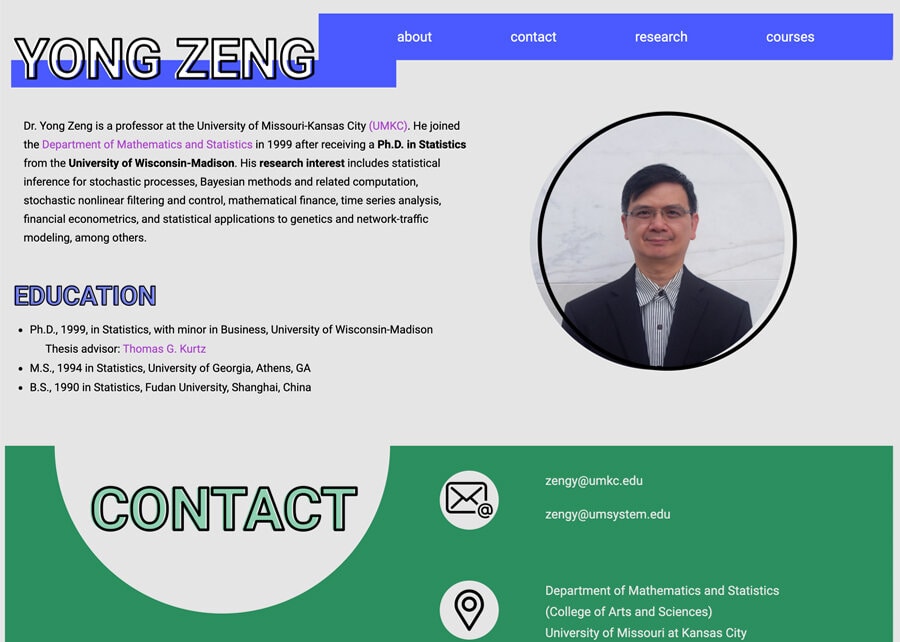 YONG ZENG
about contact research courses
Dr. Yong Zeng is a professor at the University of Missouri-Kansas City (UMKC). He joined
the Department of Mathematics and Statistics in 1999 after receiving a Ph.D. in Statistics
from the University of Wisconsin-Madison. His research interest includes statistical
inference for stochastic processes, Bayesian methods and related computation,
stochastic nonlinear filtering and control, mathematical finance, time series analysis,
financial econometrics, and statistical applications to genetics and network-traffic
modeling, among others.
EDUCATION
Ph.D., 1999, in Statistics, with minor in Business, University of Wisconsin-Madison
Thesis advisor: Thomas G. Kurtz
M.S., 1994 in Statistics, University of Georgia, Athens, GA
B.S., 1990 in Statistics, Fudan University, Shanghai, China
CONTACT
@
zengy@umkc.edu
zengy@umsystem.edu
Department of Mathematics and Statistics
(College of Arts and Sciences)
University of Missouri at Kansas City